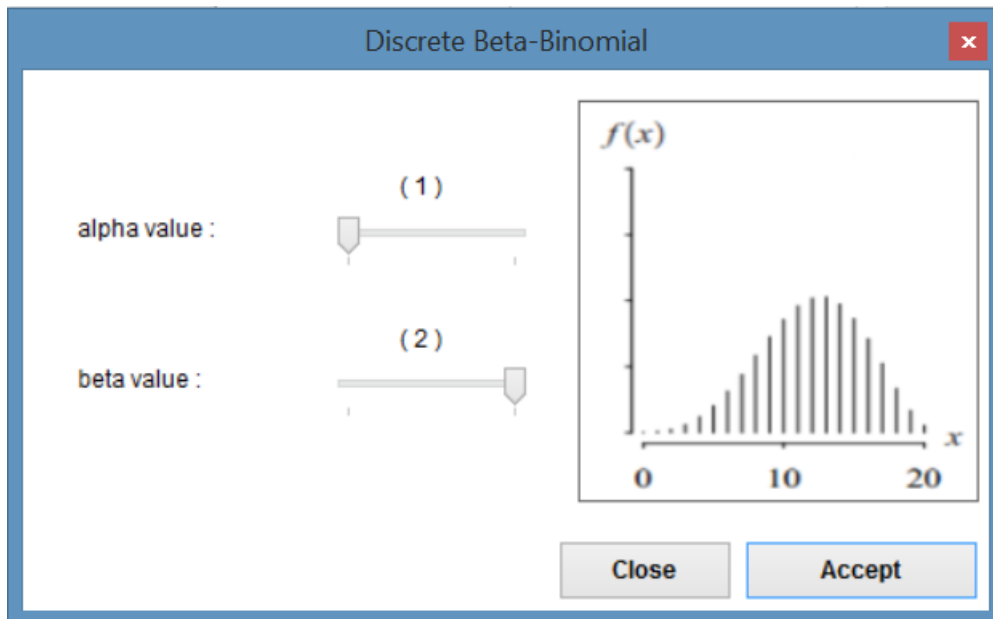 Discrete Beta-Binomial
x
alpha value :
( 1 )
beta value :
( 2 )
f(x)
x
0 10 20
Close Accept